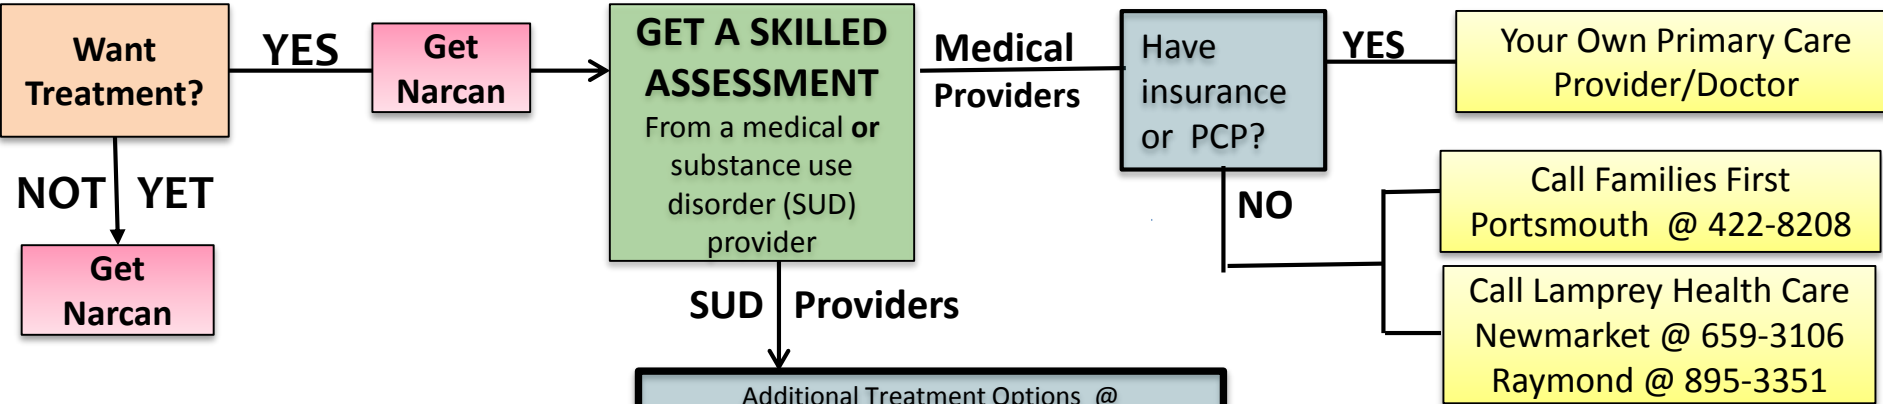 Want
Treatment?
YES
Get
Narcan
NOT YET
Get
Narcan
GET A SKILLED
ASSESSMENT
From a medical or
substance use
disorder (SUD)
provider
Medical
Providers
Have
insurance
or PCP?
YES
Your Own Primary Care
Provider/Doctor
NO
Call Families First
Portsmouth @ 422-8208
Call Lamprey Health Care
Newmarket @ 659-3106
Raymond @ 895-3351
SUD Providers
Additional Treatment Options @